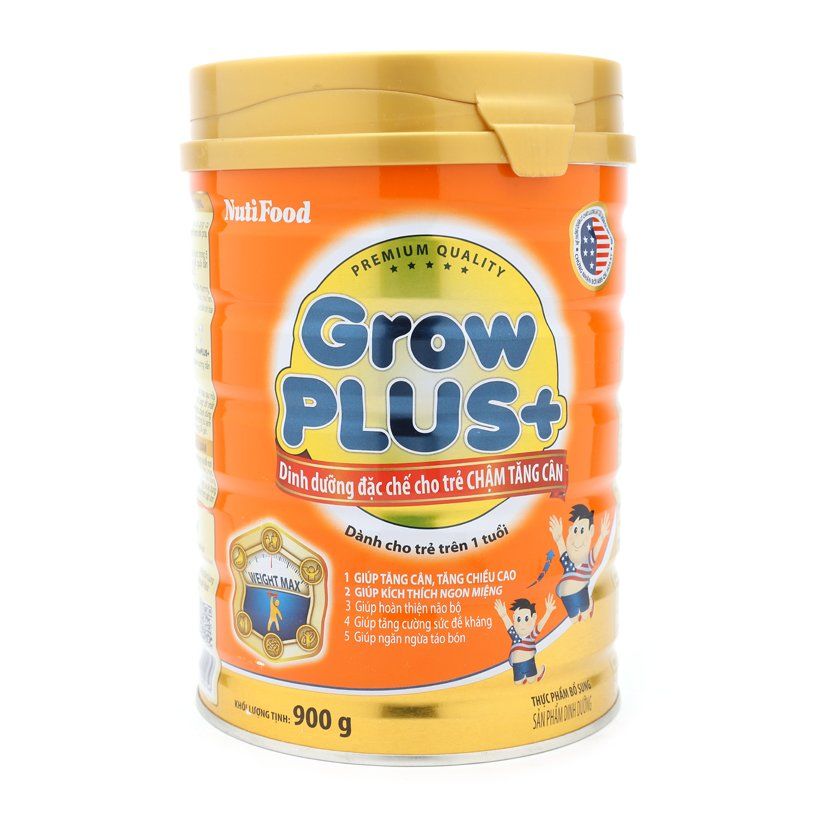 NutiFood
PREMIUM QUALITY
Grow
PLUS+
Dinh dưỡng đặc chế cho trẻ CHẬM TĂNG CÂN
Dành cho trẻ trên 1 tuổi
WEIGHT MAX
1 GIÚP TĂNG CÂN, TĂNG CHIỀU CAO
2 GIÚP KÍCH THÍCH NGON MIỆNG
3 Giúp hoàn thiện não bộ
4 Giúp tăng cường sức đề kháng
5 Giúp ngăn ngừa táo bón
KHỐI LƯỢNG TỊNH: 900 g
THỰC PHẨM BỔ SUNG
SẢN PHẨM DINH DƯỠNG